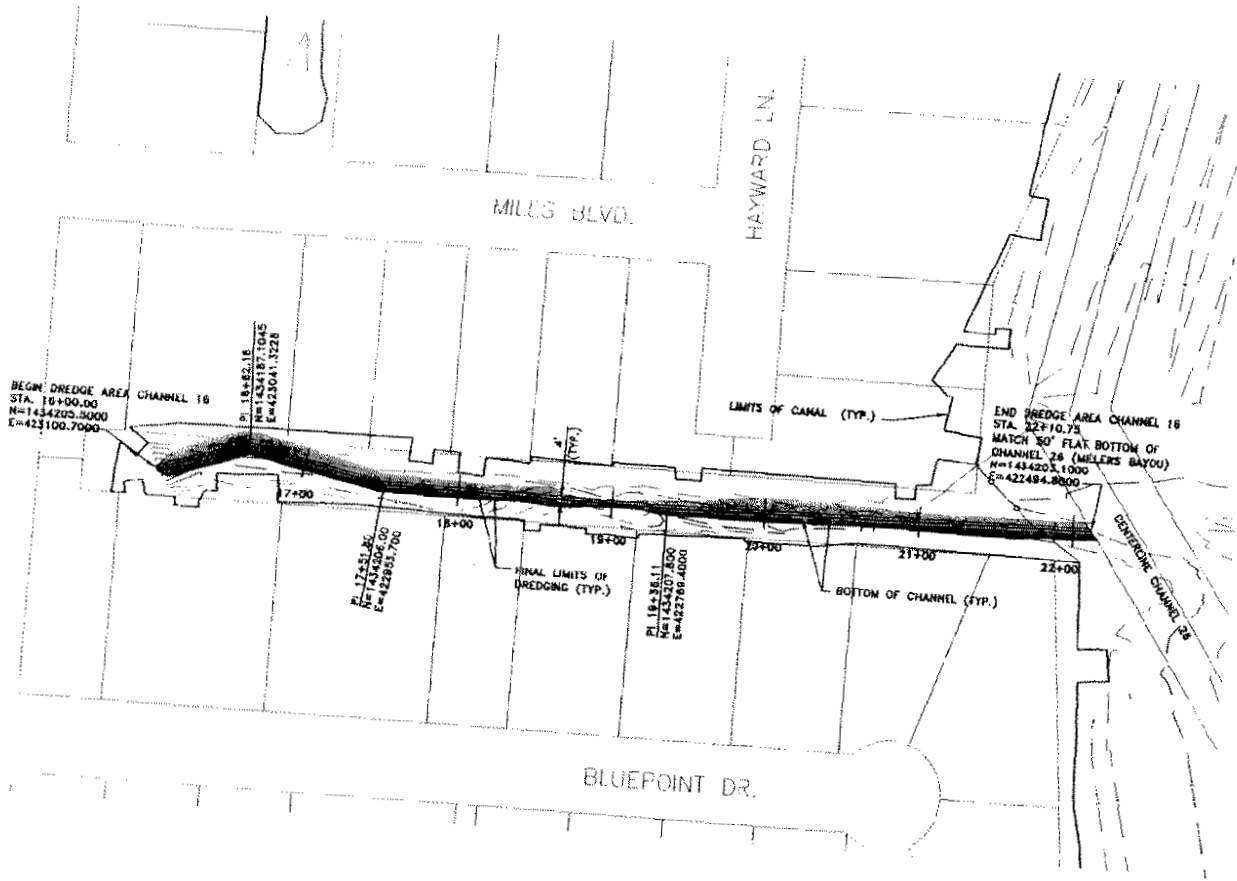 MILLS BLVD.
HAYWARD LN.
BEGIN DREDGE AREA CHANNEL 16
STA. 16+00.00
N=1434205.5000
E=423100.7000
PI 16+62.16
N=1434187.1045
E=423041.3228
4'
(TYP.)
LIMITS OF CANAL (TYP.)
END DREDGE AREA CHANNEL 16
STA. 22+10.75
MATCH 50' FLAT BOTTOM OF
CHANNEL 26 (MILLERS BAYOU)
N=1434203.1000
E=422494.8000
17+00
18+00
19+00
20+00
21+00
22+00
PI 17+51.80
N=1434206.00
E=422955.700
FINAL LIMITS OF
DREDGING (TYP.)
PI 19+38.11
N=1434207.800
E=422769.4000
BOTTOM OF CHANNEL (TYP.)
CENTERLINE CHANNEL 26
BLUEPOINT DR.